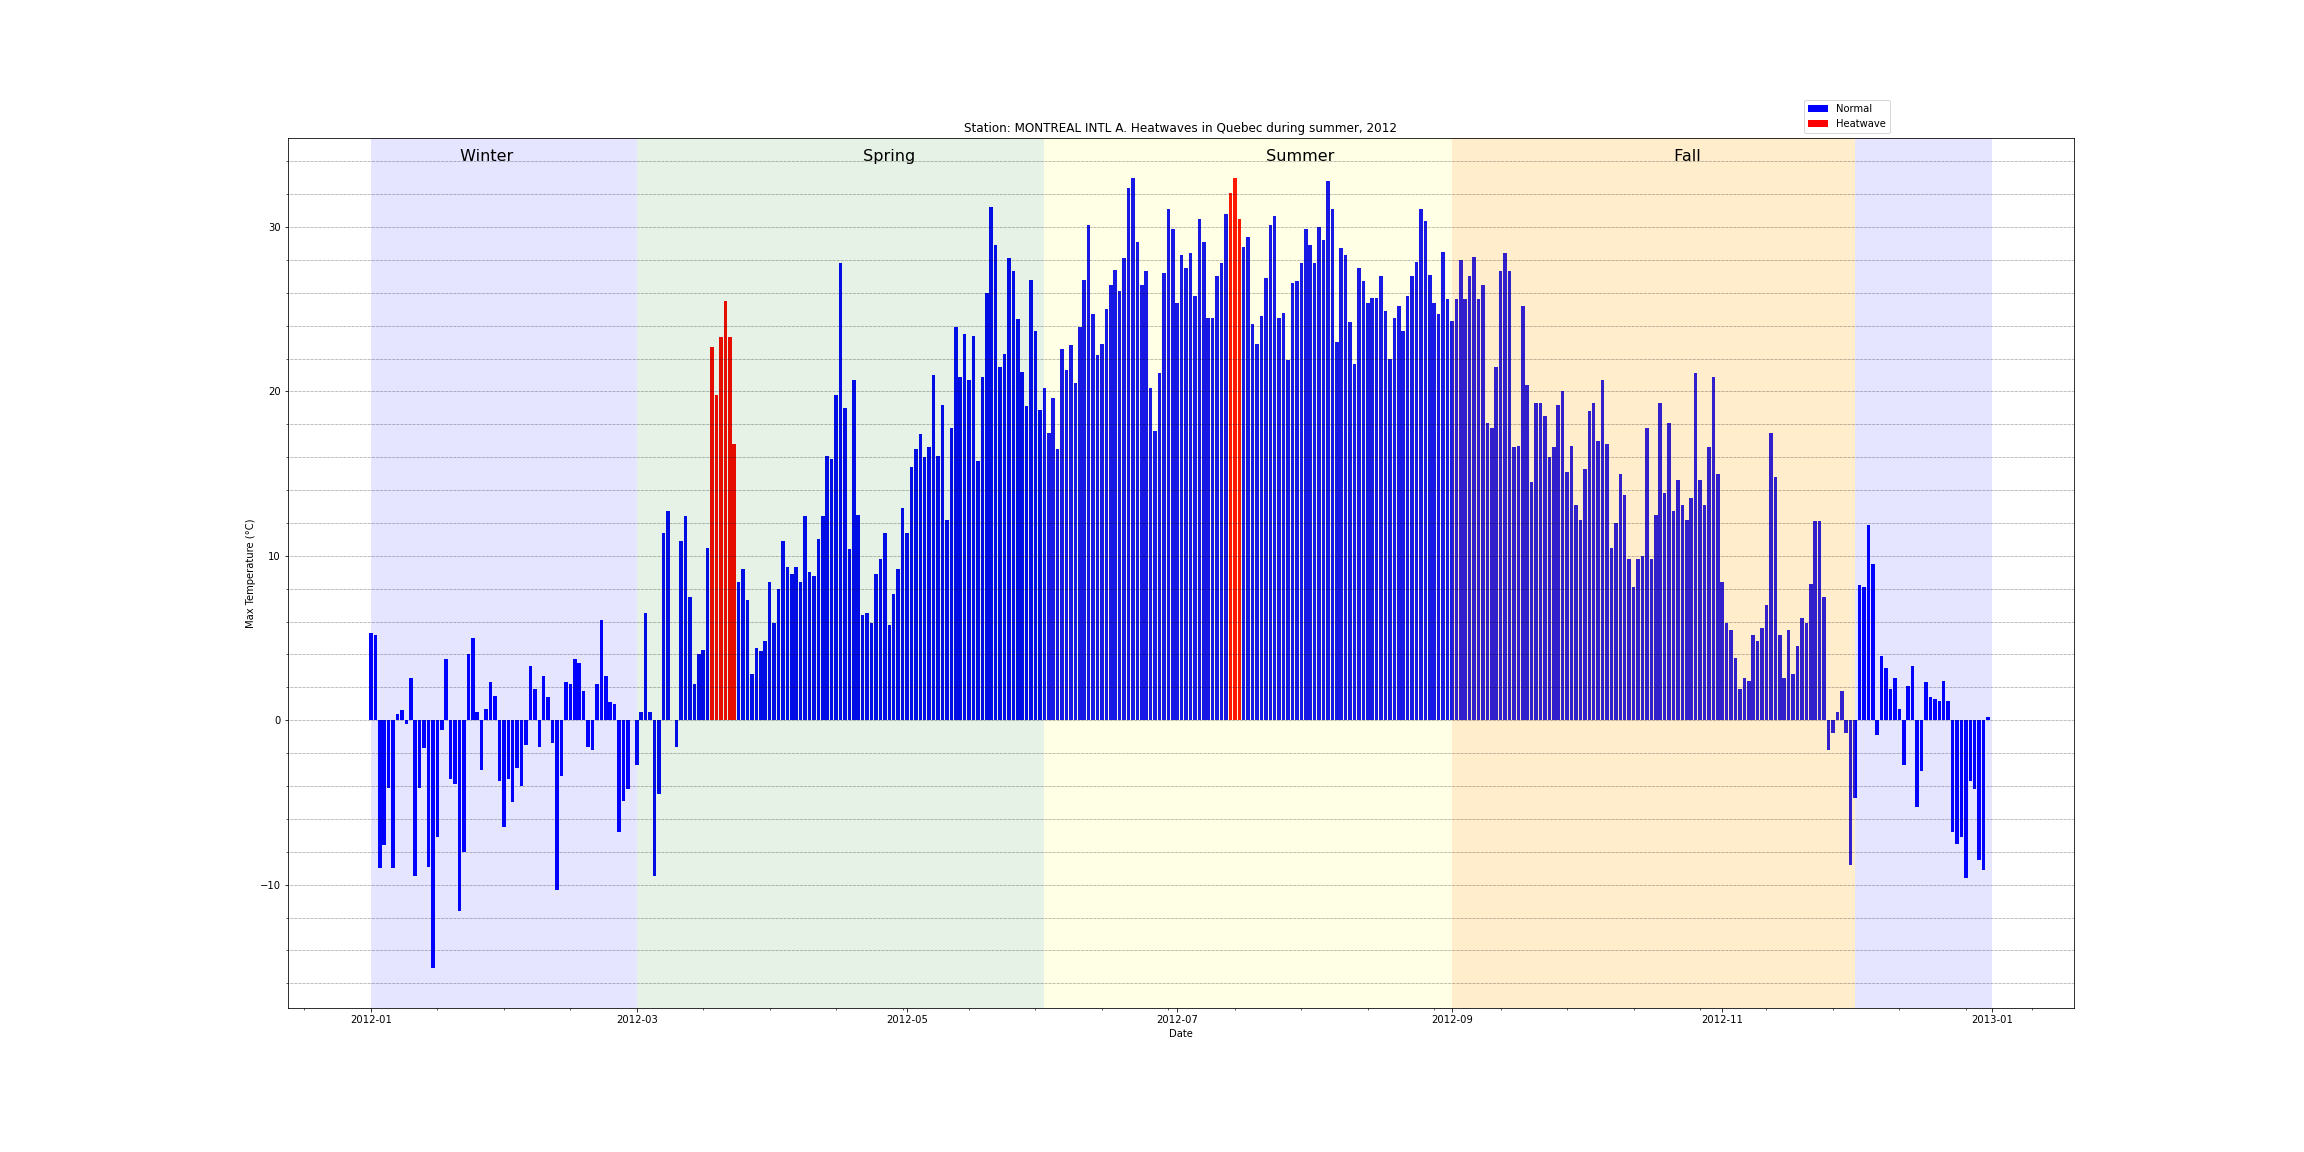 Normal
Heatwave
Station: MONTREAL INTL A. Heatwaves in Quebec during summer, 2012
Winter Spring Summer Fall
30
20
10
0
−10
Max Temperature (°C)
2012-01 2012-03 2012-05 2012-07 2012-09 2012-11 2013-01
Date